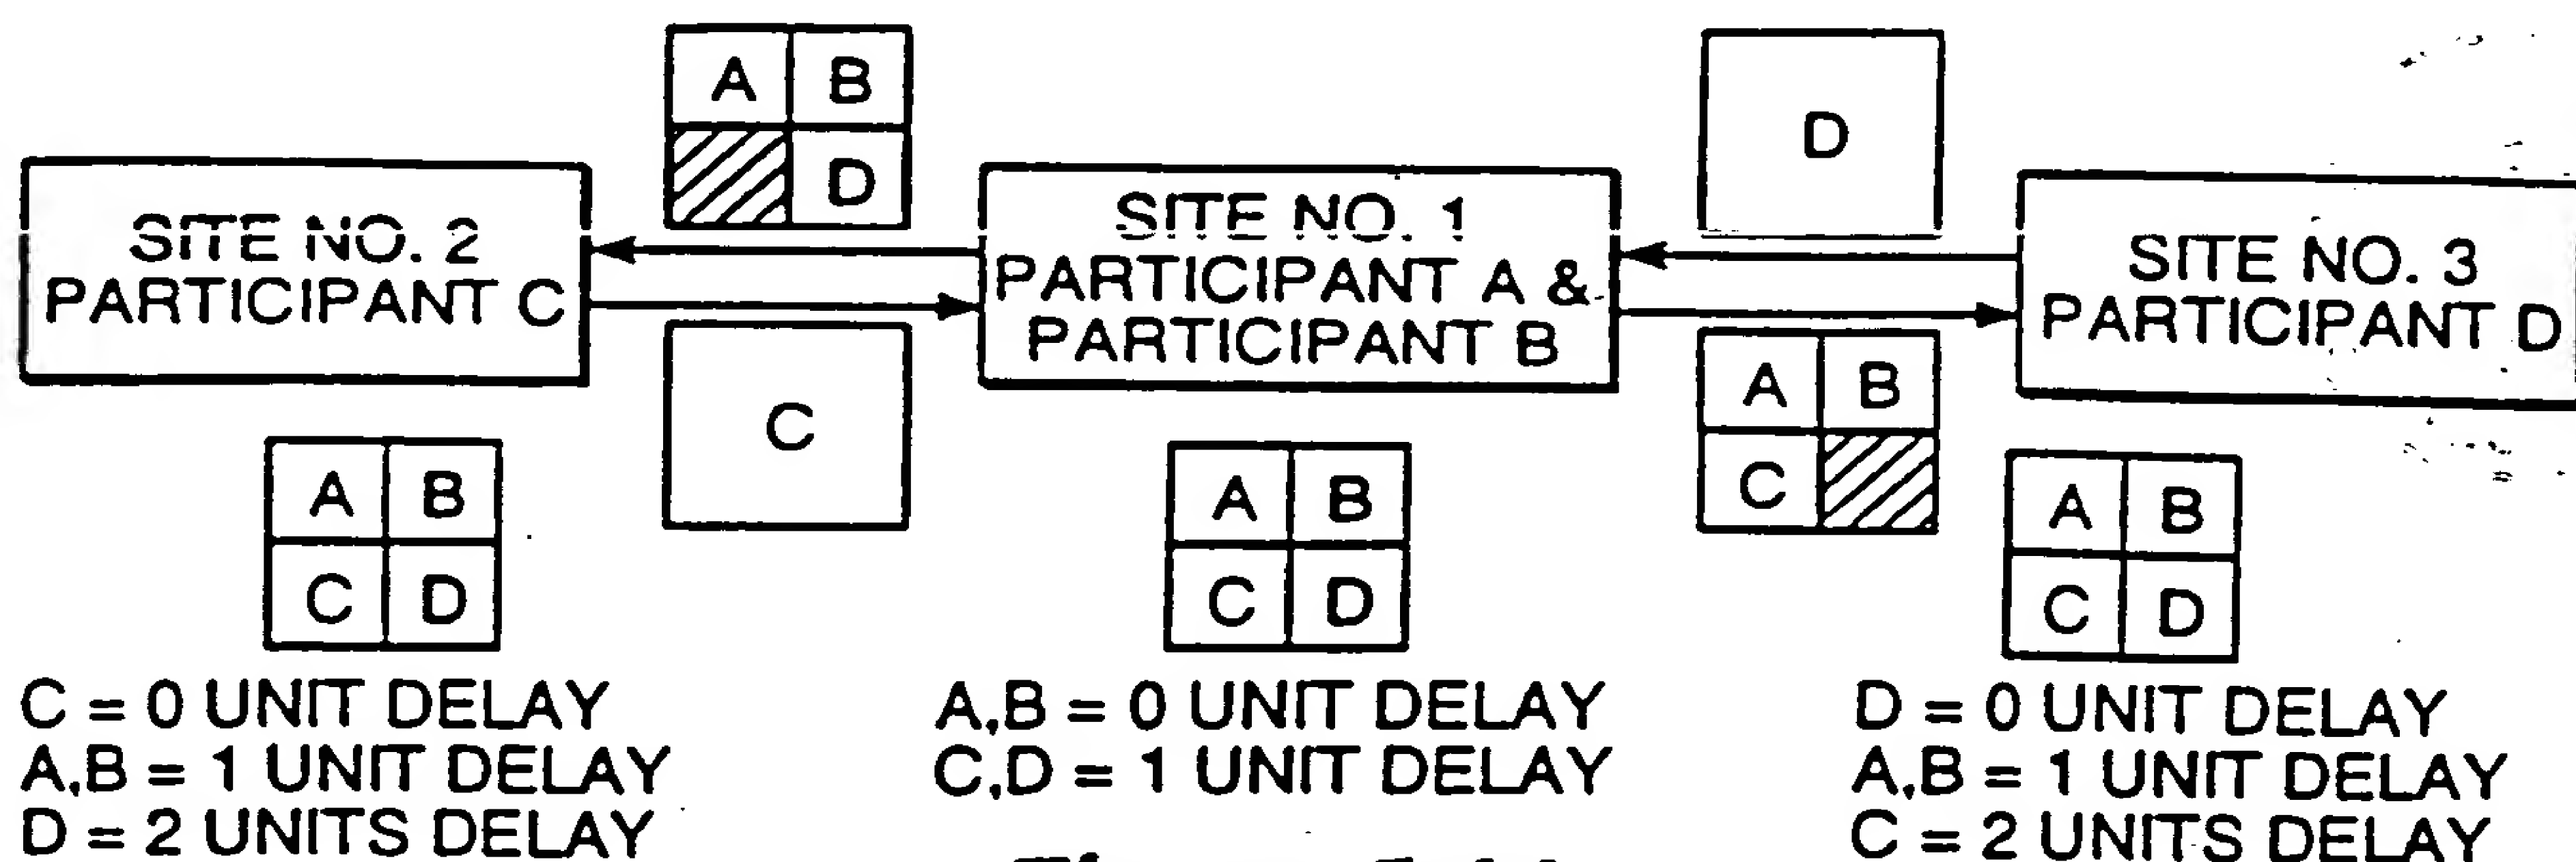 A B
D
D
SITE NO. 2
PARTICIPANT C
SITE NO. 1
PARTICIPANT A &
PARTICIPANT B
SITE NO. 3
PARTICIPANT D
C
A B
C
A B
C D
A B
C D
A B
C D
C = 0 UNIT DELAY
A,B = 1 UNIT DELAY
D = 2 UNITS DELAY
A,B = 0 UNIT DELAY
C,D = 1 UNIT DELAY
D = 0 UNIT DELAY
A,B = 1 UNIT DELAY
C = 2 UNITS DELAY